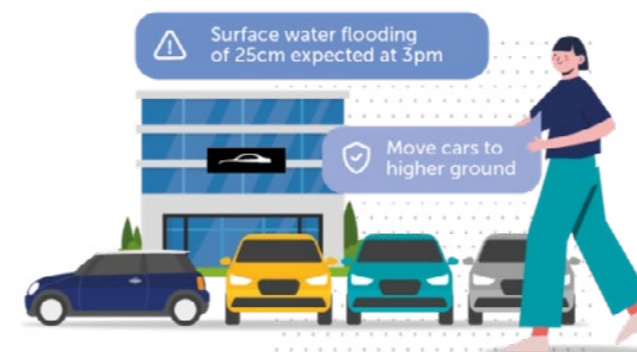 Surface water flooding
of 25cm expected at 3pm
Move cars to
higher ground